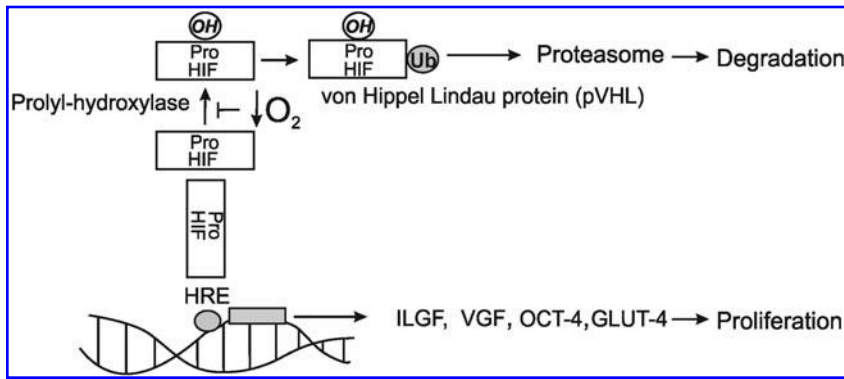 OH
OH
Pro
HIF
Pro
HIF
Ub
Proteasome
Degradation
Prolyl-hydroxylase
O2
von Hippel Lindau protein (pVHL)
Pro
HIF
Pro
HIF
HRE
ILGF, VGF, OCT-4,GLUT-4
Proliferation